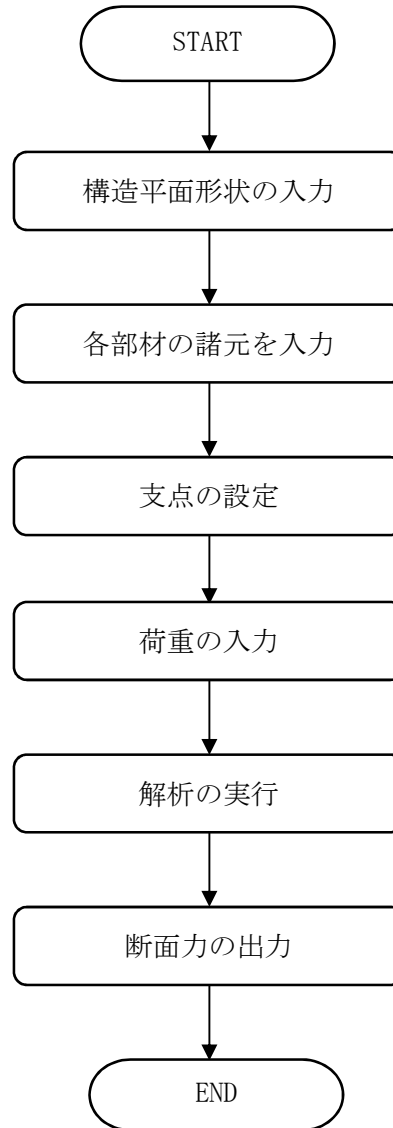 START
構造平面形状の入力
各部材の諸元を入力
支点の設定
荷重の入力
解析の実行
断面力の出力
END